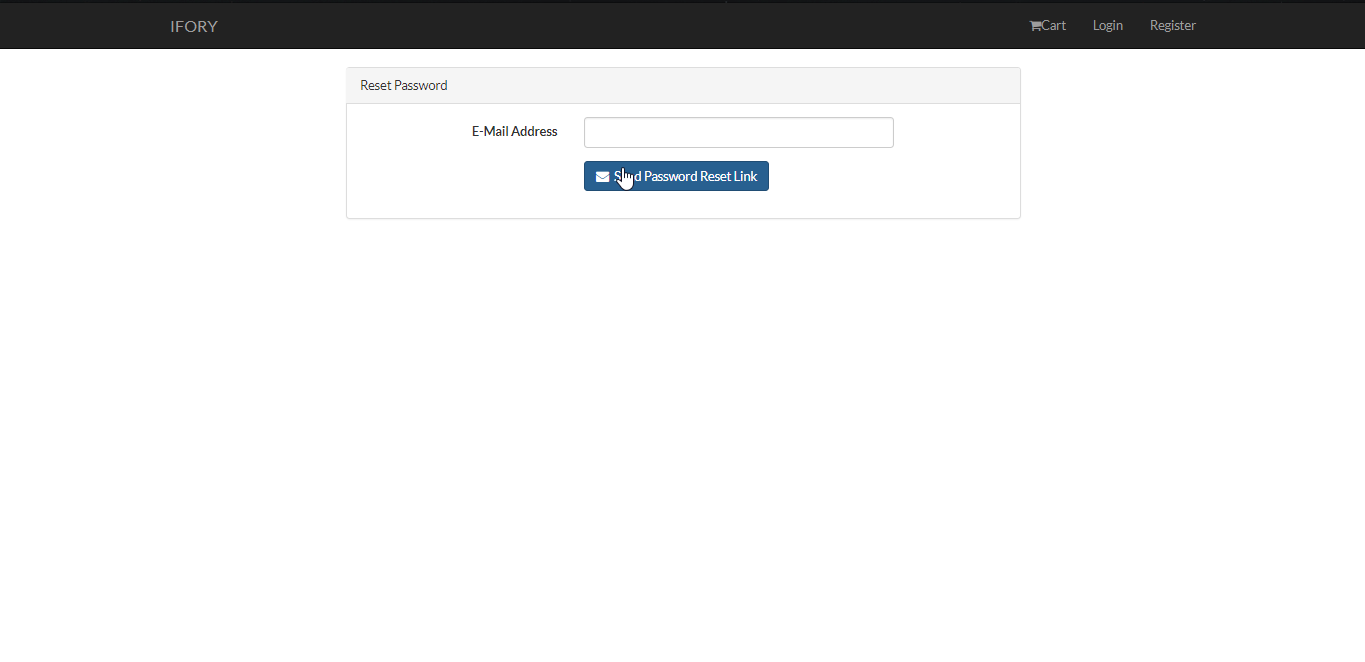 IFORY
Cart
Login
Register
Reset Password
E-Mail Address
Password Reset Link